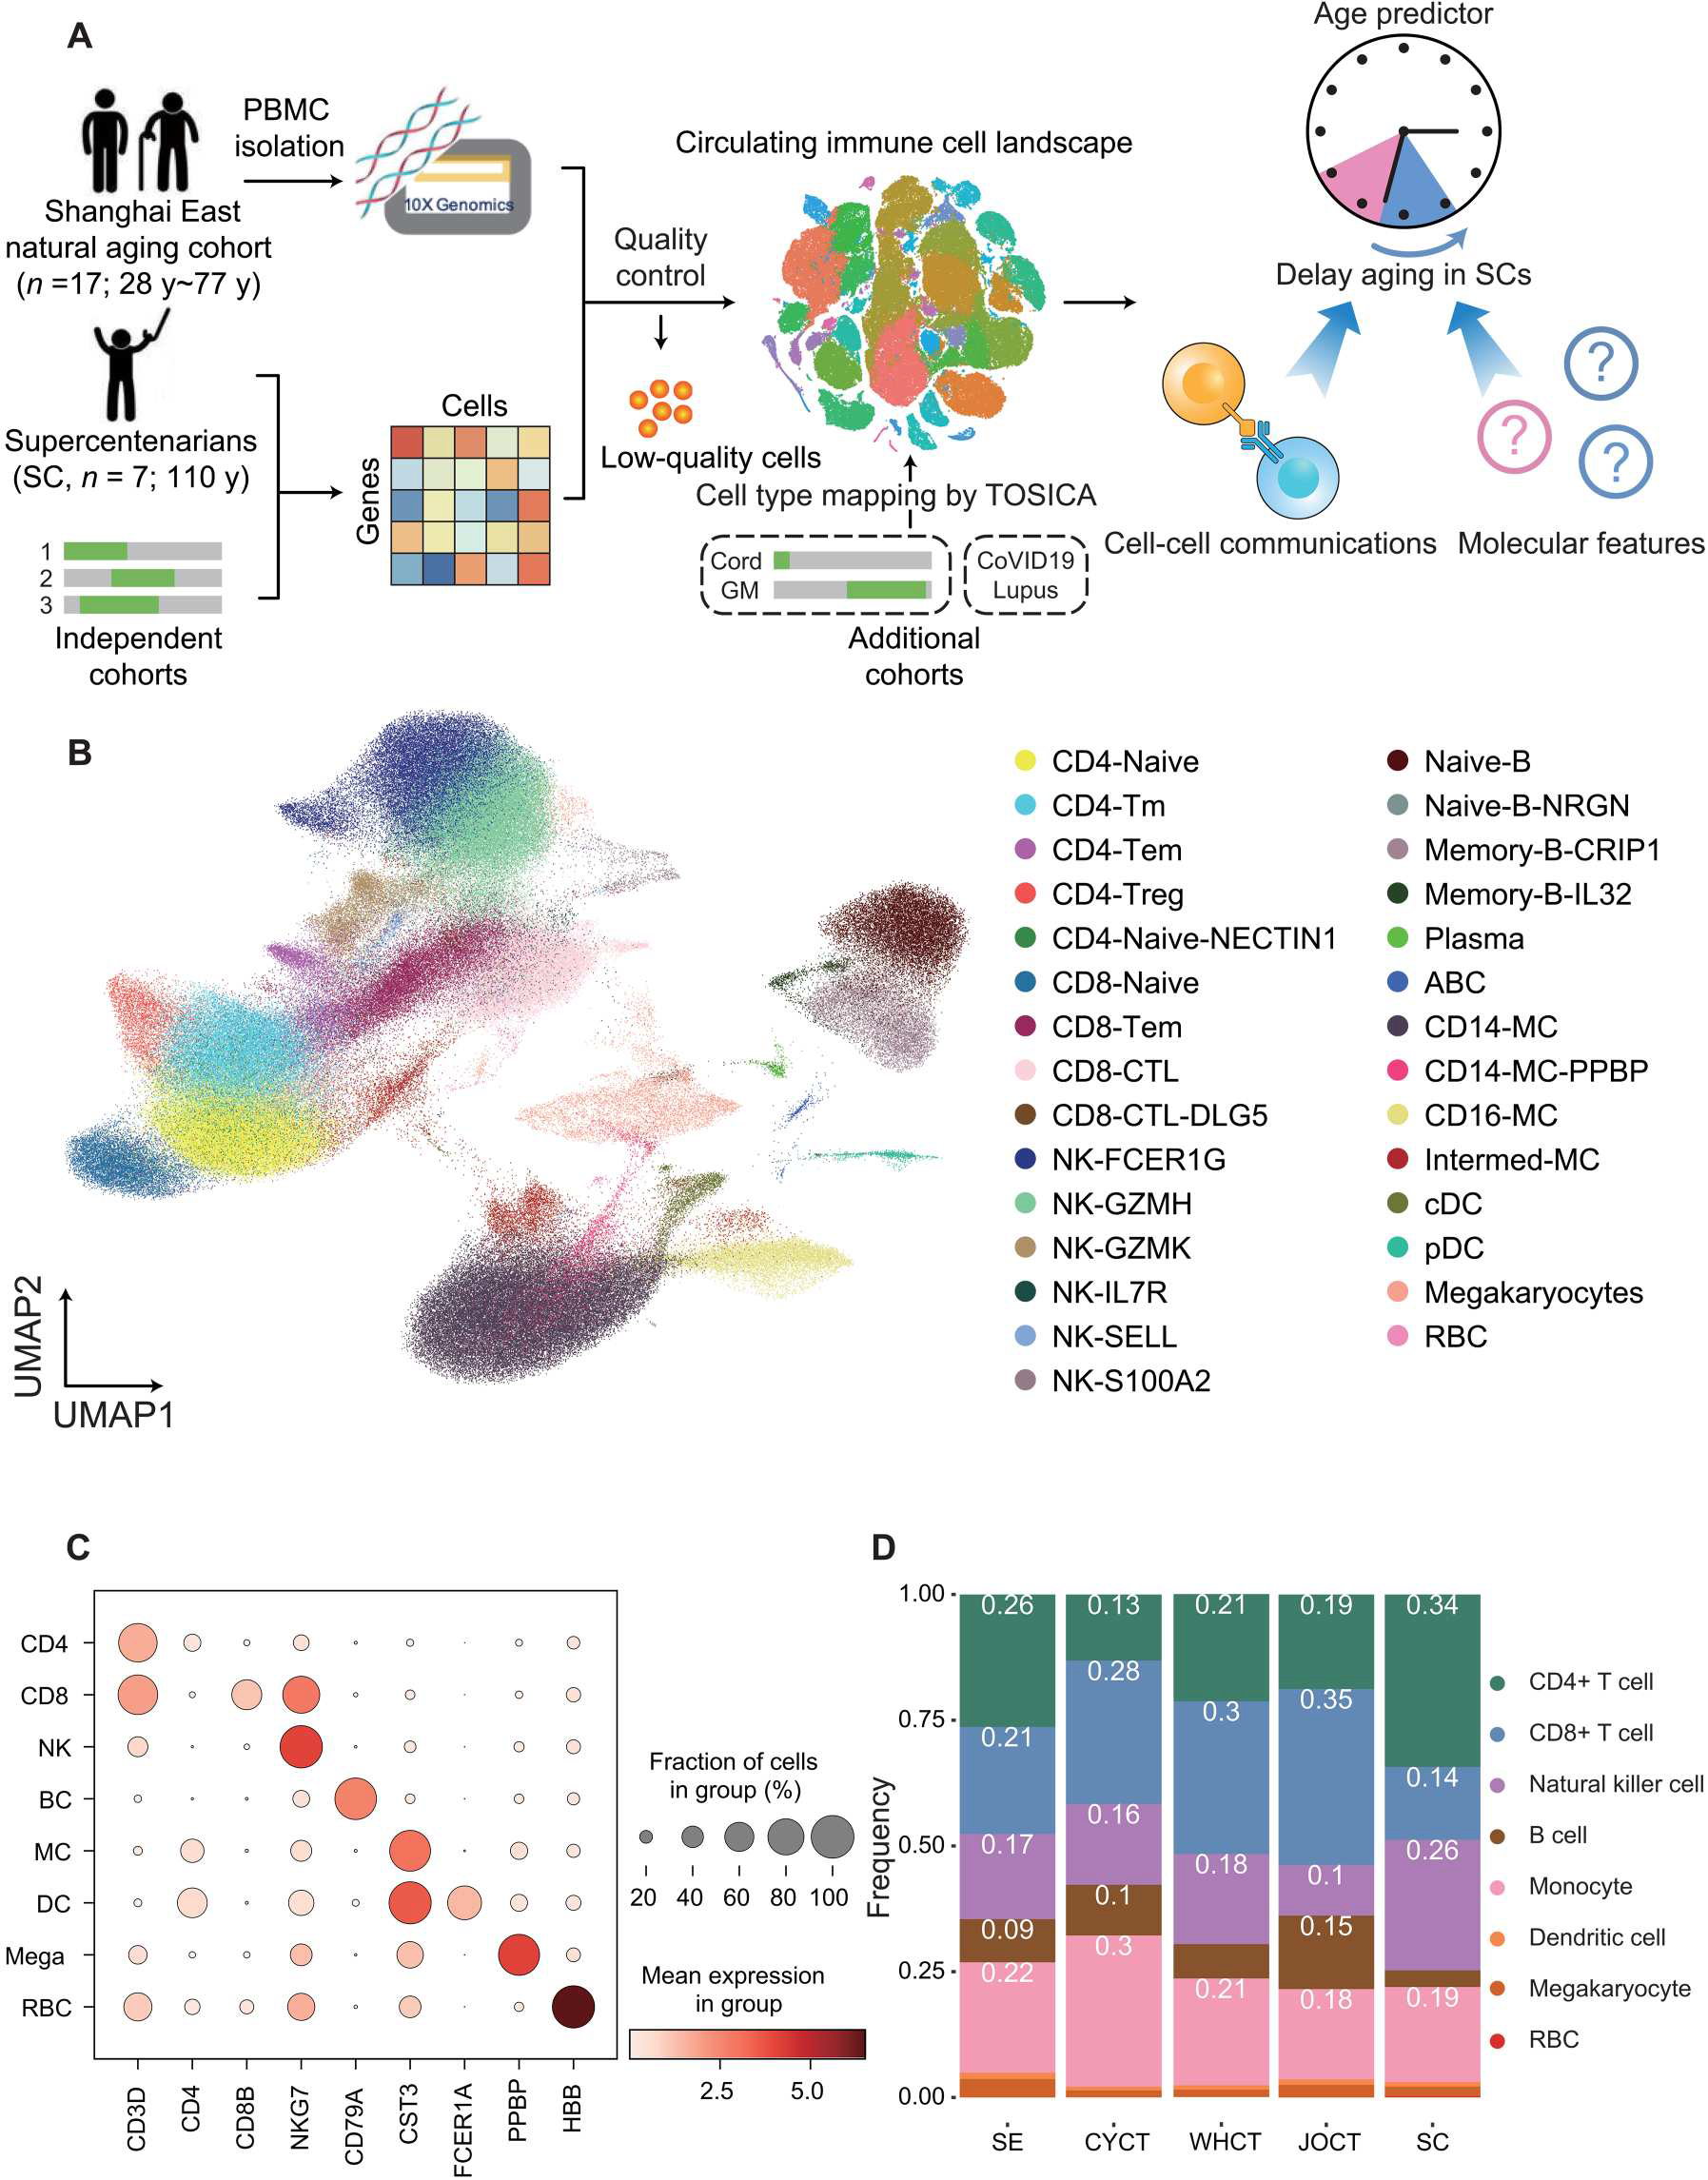 A
Age predictor
PBMC
isolation
10X Genomics
Shanghai East
natural aging cohort
(n =17; 28 y~77 y)
Supercentenarians
(SC, n = 7; 110 y)
1
2
3
Independent
cohorts
Cells
Genes
Quality
control
Low-quality cells
Circulating immune cell landscape
Cell type mapping by TOSICA
Cord
GM
CoVID19
Lupus
Additional
cohorts
Delay aging in SCs
?
?
?
Cell-cell communications
Molecular features
B
UMAP2
UMAP1
CD4-Naive
CD4-Tm
CD4-Tem
CD4-Treg
CD4-Naive-NECTIN1
CD8-Naive
CD8-Tem
CD8-CTL
CD8-CTL-DLG5
NK-FCER1G
NK-GZMH
NK-GZMK
NK-IL7R
NK-SELL
NK-S100A2
Naive-B
Naive-B-NRGN
Memory-B-CRIP1
Memory-B-IL32
Plasma
ABC
CD14-MC
CD14-MC-PPBP
CD16-MC
Intermed-MC
cDC
pDC
Megakaryocytes
RBC
C
CD4
CD8
NK
BC
MC
DC
Mega
RBC
CD3D
CD4
CD8B
NKG7
CD79A
CST3
FCER1A
PPBP
HBB
Fraction of cells
in group (%)
20 40 60 80 100
Mean expression
in group
2.5 5.0
D
Frequency
1.00
0.75
0.50
0.25
0.00
0.26
0.21
0.17
0.09
0.22
0.13
0.28
0.16
0.1
0.3
0.21
0.3
0.18
0.21
0.19
0.35
0.1
0.15
0.18
0.34
0.14
0.26
0.19
SE CYCT WHCT JOCT SC
CD4+ T cell
CD8+ T cell
Natural killer cell
B cell
Monocyte
Dendritic cell
Megakaryocyte
RBC